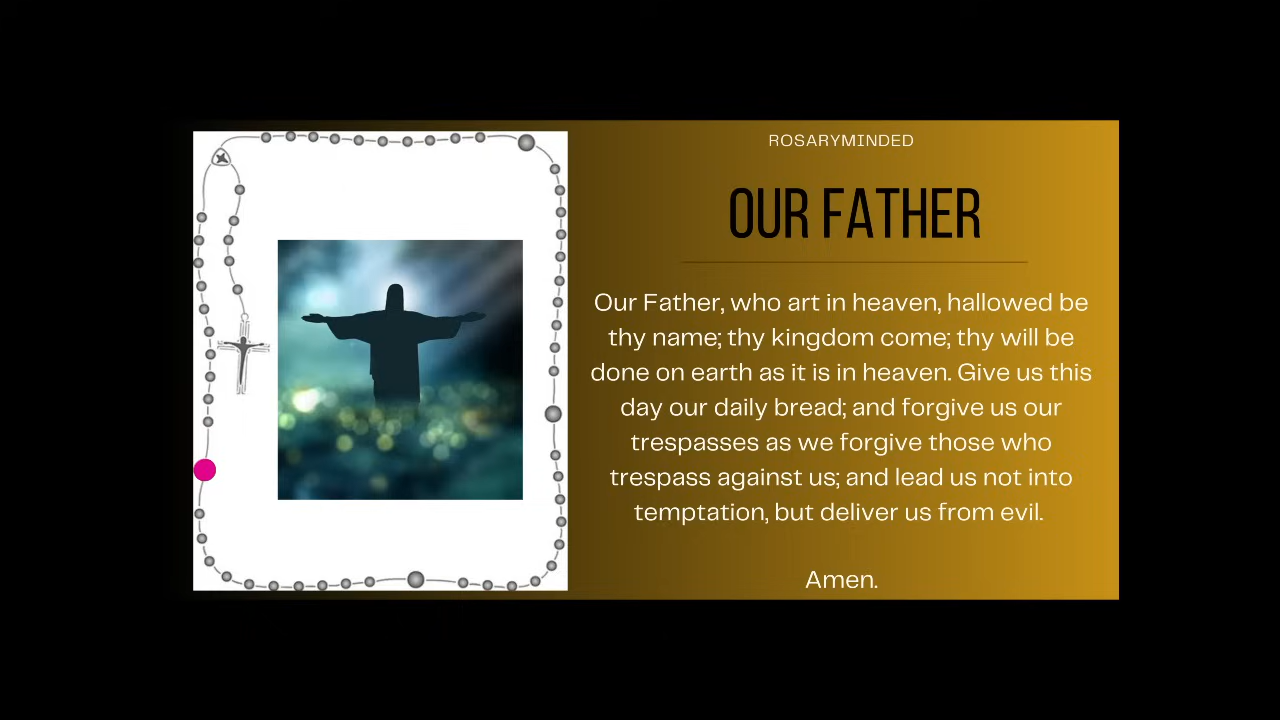 ROSARYMINDED
OUR FATHER
Our Father, who art in heaven, hallowed be
thy name; thy kingdom come; thy will be
done on earth as it is in heaven. Give us this
day our daily bread; and forgive us our
trespasses as we forgive those who
trespass against us; and lead us not into
temptation, but deliver us from evil.
Amen.